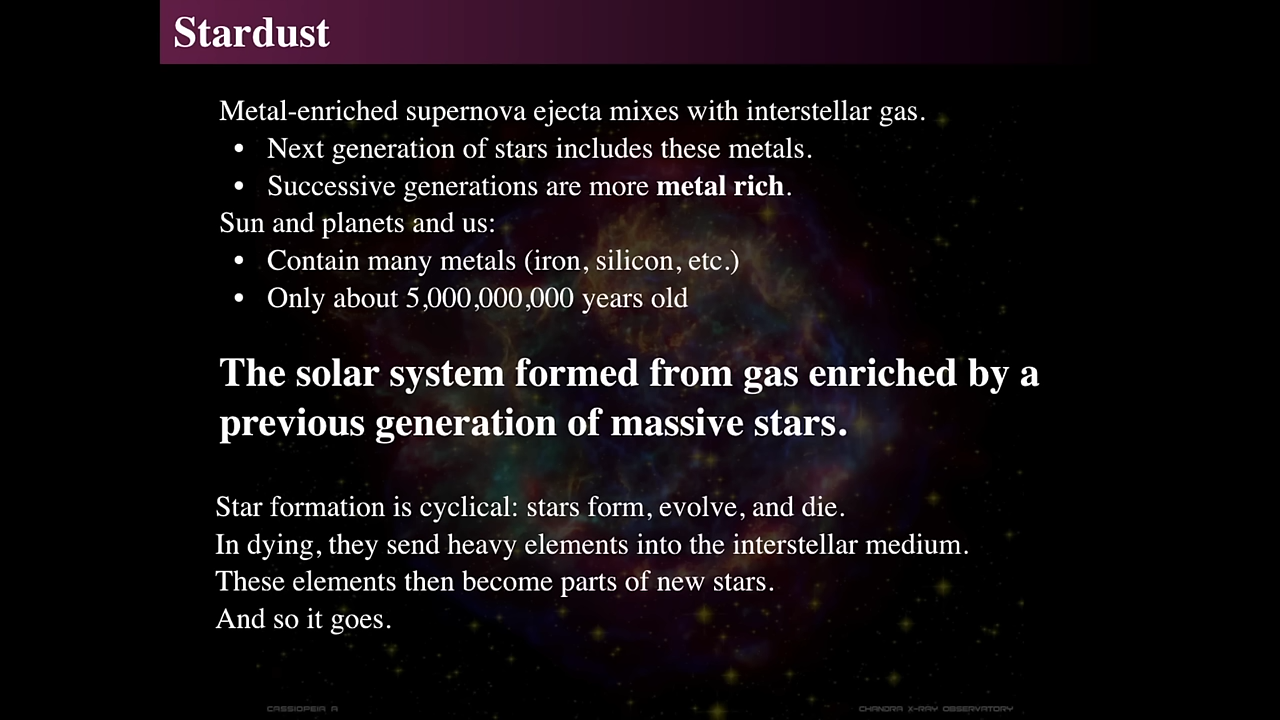 Stardust
Metal-enriched supernova ejecta mixes with interstellar gas.
• Next generation of stars includes these metals.
• Successive generations are more metal rich.
Sun and planets and us:
• Contain many metals (iron, silicon, etc.)
• Only about 5,000,000,000 years old
The solar system formed from gas enriched by a
previous generation of massive stars.
Star formation is cyclical: stars form, evolve, and die.
In dying, they send heavy elements into the interstellar medium.
These elements then become parts of new stars.
And so it goes.
CASSIOPEIA A
CHANDRA X-RAY OBSERVATORY